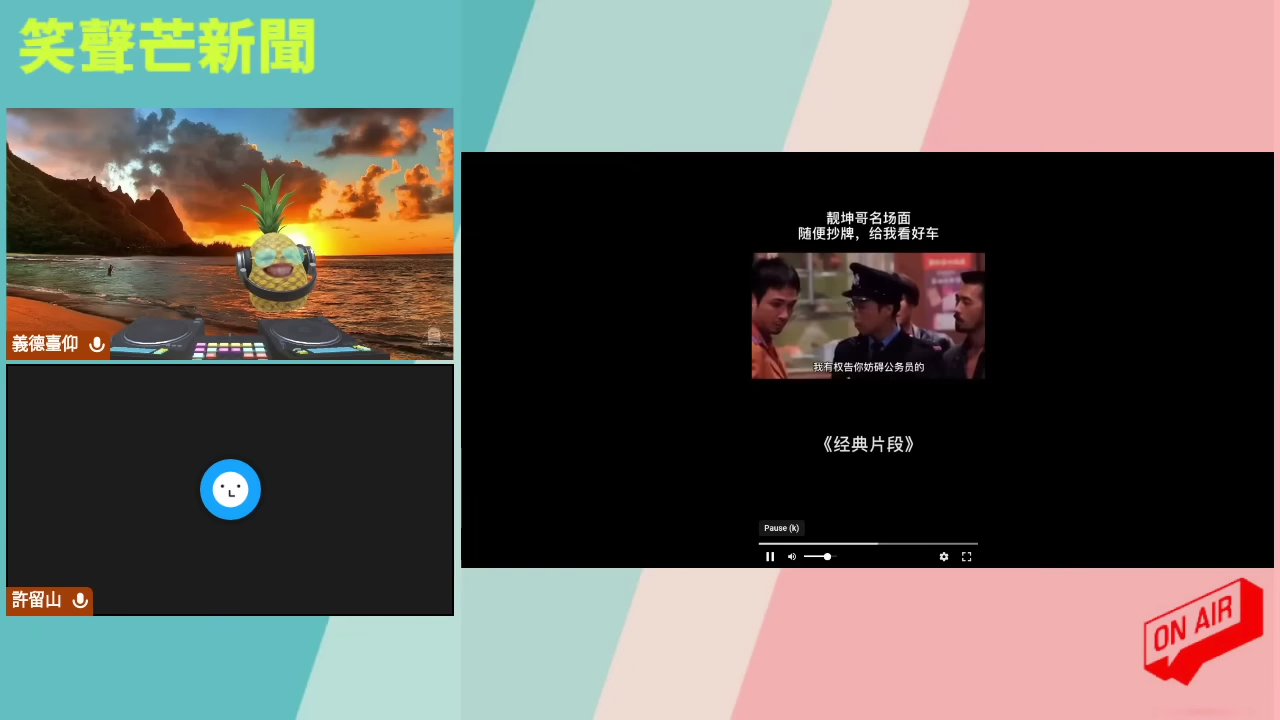 笑聲芒新聞
義德臺仰
許留山
靓坤哥名场面
随便抄牌，给我看好车
我有权告你妨碍公务员的
《经典片段》
Pause (k)
ON AIR